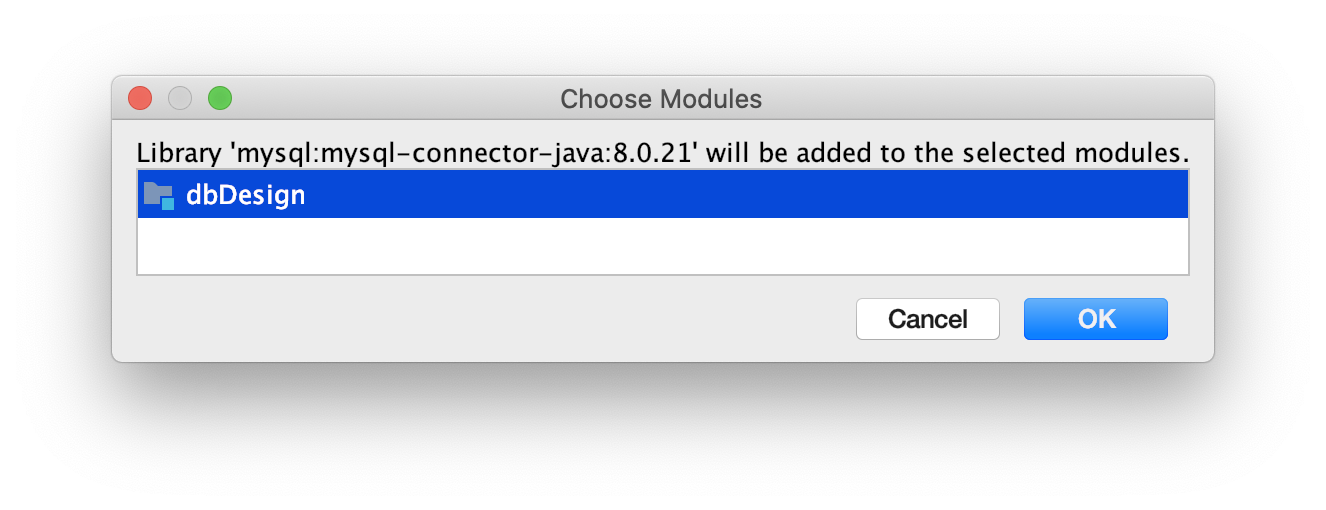 Choose Modules
Library 'mysql:mysql-connector-java:8.0.21' will be added to the selected modules.
dbDesign
Cancel OK